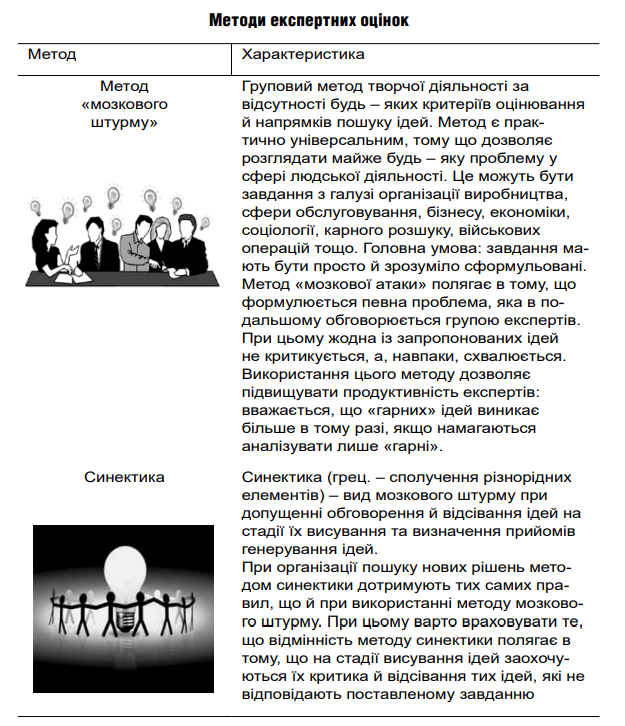 Методи експертних оцінок
Метод
Характеристика
Метод
«мозкового
штурму»
Груповий метод творчої діяльності за
відсутності будь – яких критеріїв оцінювання
й напрямків пошуку ідей. Метод є прак-
тично універсальним, тому що дозволяє
розглядати майже будь – яку проблему у
сфері людської діяльності. Це можуть бути
завдання з галузі організації виробництва,
сфери обслуговування, бізнесу, економіки,
соціології, карного розшуку, військових
операцій тощо. Головна умова: завдання ма-
ють бути просто й зрозуміло сформульовані.
Метод «мозкової атаки» полягає в тому, що
формулюється певна проблема, яка в по-
дальшому обговорюється групою експертів.
При цьому жодна із запропонованих ідей
не критикується, а, навпаки, схвалюється.
Використання цього методу дозволяє
підвищувати продуктивність експертів:
вважається, що «гарних» ідей виникає
більше в тому разі, якщо намагаються
аналізувати лише «гарні».
Синектика
Синектика (грец. – сполучення різнорідних
елементів) – вид мозкового штурму при
допущенні обговорення й відсівання ідей на
стадії їх висування та визначення прийомів
генерування ідей.
При організації пошуку нових рішень мето-
дом синектики дотримують тих самих пра-
вил, що й при використанні методу мозково-
го штурму. При цьому варто враховувати те,
що відмінність методу синектики полягає в
тому, що на стадії висування ідей заохочу-
ються їх критика й відсівання тих ідей, які не
відповідають поставленому завданню